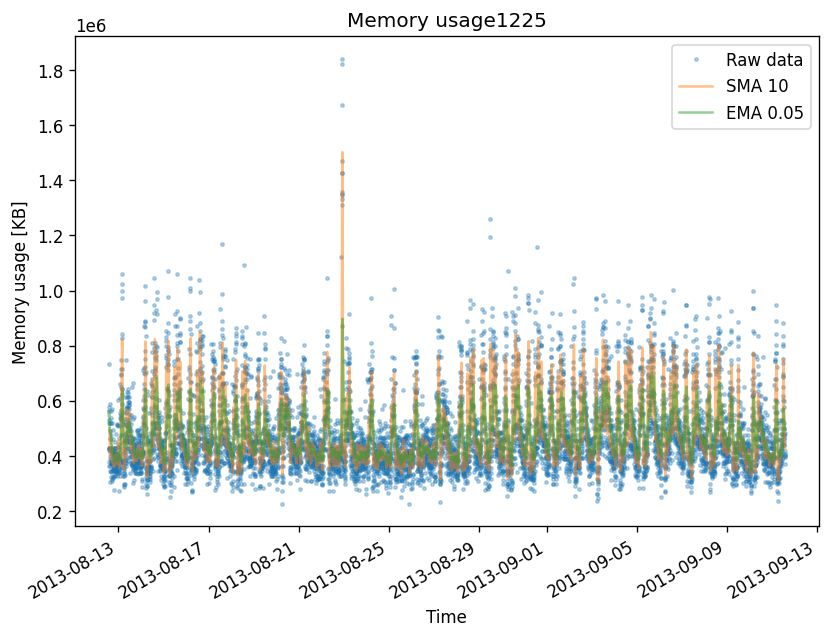 Memory usage1225
1e6
Raw data
SMA 10
EMA 0.05
1.8
1.6
1.4
1.2
1.0
0.8
0.6
0.4
0.2
Memory usage [KB]
2013-08-13
2013-08-17
2013-08-21
2013-08-25
2013-08-29
2013-09-01
2013-09-05
2013-09-09
2013-09-13
Time